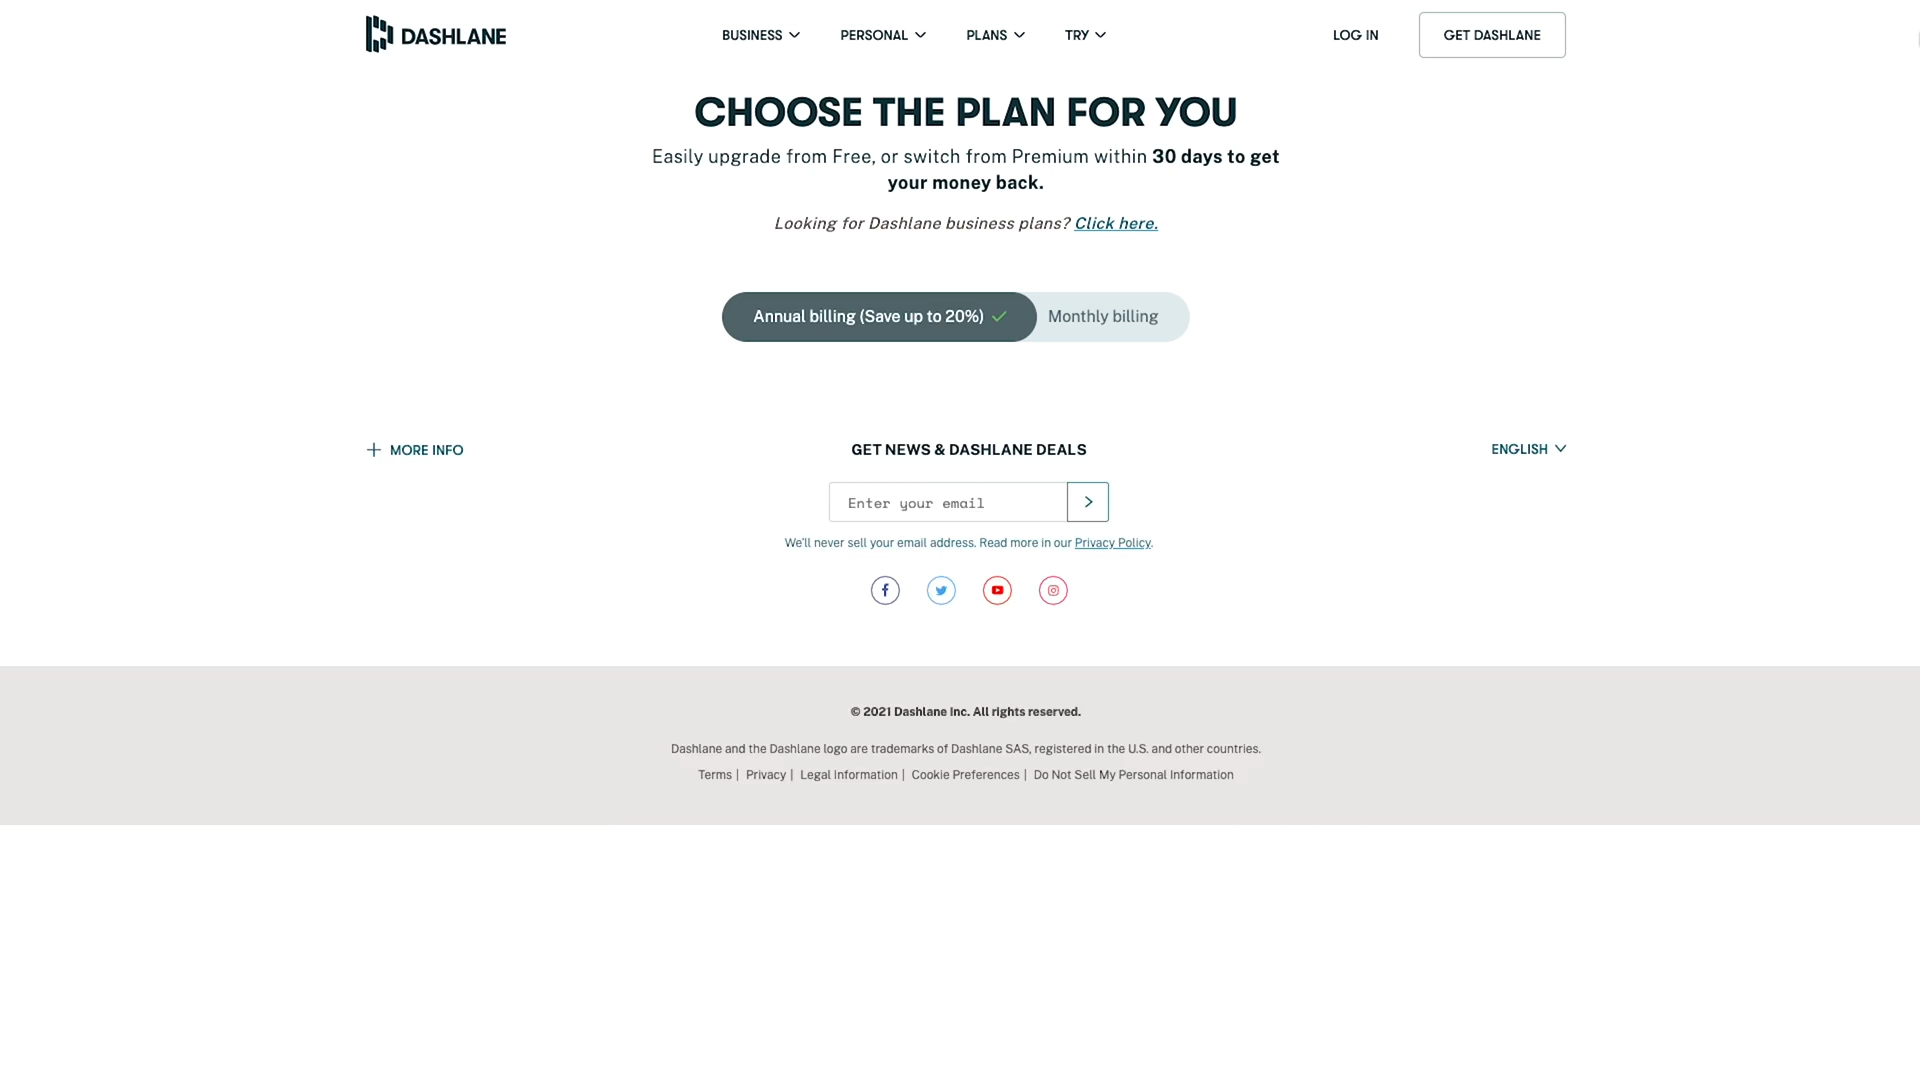 DASHLANE
BUSINESS
PERSONAL
PLANS
TRY
LOG IN
GET DASHLANE
CHOOSE THE PLAN FOR YOU
Easily upgrade from Free, or switch from Premium within 30 days to get
your money back.
Looking for Dashlane business plans? Click here.
Annual billing (Save up to 20%)
Monthly billing
MORE INFO
GET NEWS & DASHLANE DEALS
ENGLISH
Enter your email
We'll never sell your email address. Read more in our Privacy Policy.
© 2021 Dashlane Inc. All rights reserved.
Dashlane and the Dashlane logo are trademarks of Dashlane SAS, registered in the U.S. and other countries.
Terms | Privacy | Legal Information | Cookie Preferences | Do Not Sell My Personal Information